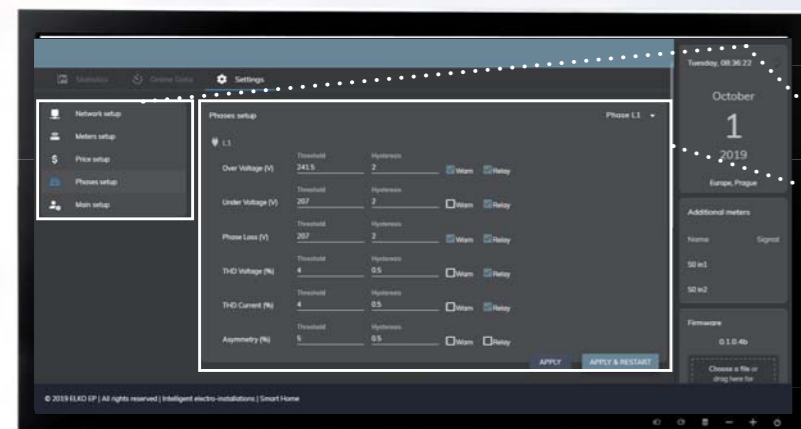 Statistics Online Data Settings
Network setup
Meters setup
Price setup
Phases setup
Main setup
Phases setup Phase L1
L1
Threshold Hysteresis
Over Voltage (V) 241.5 2 Warn Relay
Threshold Hysteresis
Under Voltage (V) 207 2 Warn Relay
Threshold Hysteresis
Phase Loss (V) 207 2 Warn Relay
Threshold Hysteresis
THD Voltage (%) 4 0.5 Warn Relay
Threshold Hysteresis
THD Current (%) 4 0.5 Warn Relay
Threshold Hysteresis
Asymmetry (%) 5 0.5 Warn Relay
APPLY APPLY & RESTART
Tuesday, 08:36:22
October
1
2019
Europe, Prague
Additional meters
Name Signal
S0 in1
S0 in2
Firmware
0.1.0.4b
Choose a file or
drag here for
© 2019 ELKO EP | All rights reserved | Intelligent electro-installations | Smart Home